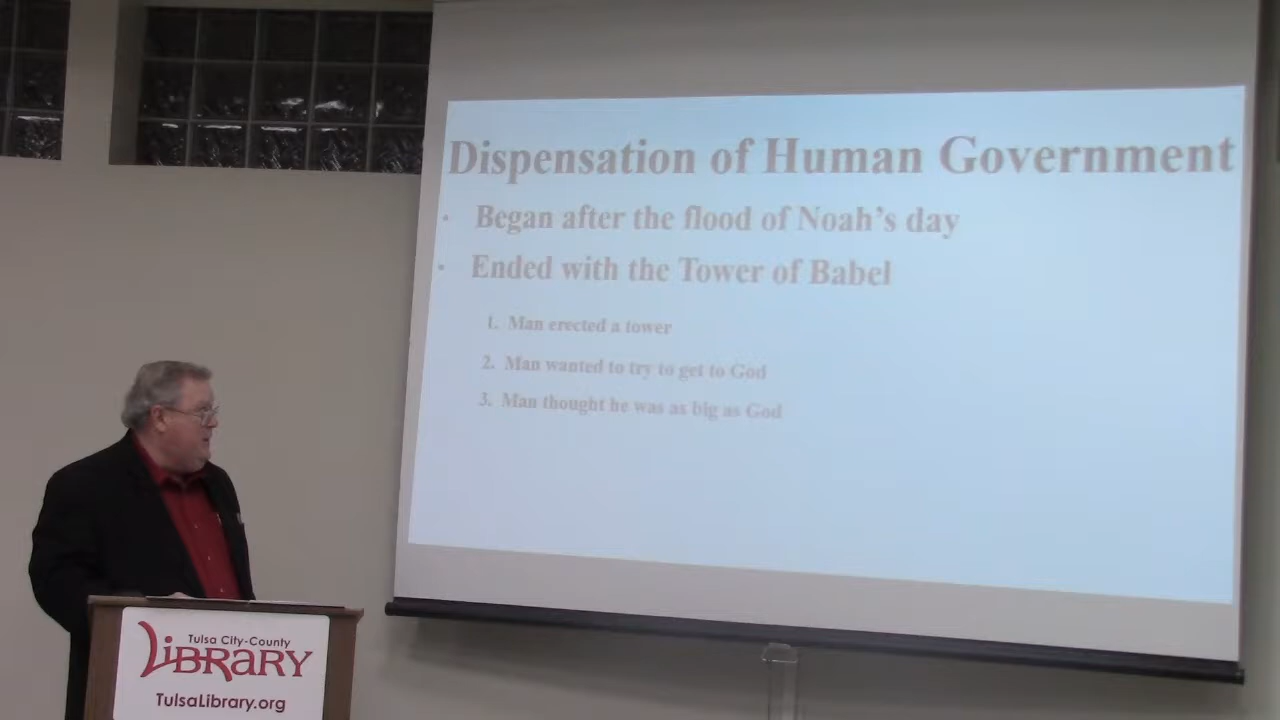 Dispensation of Human Government
• Began after the flood of Noah's day
• Ended with the Tower of Babel
1. Man erected a tower
2. Man wanted to try to get to God
3. Man thought he was as big as God
Tulsa City-County
LIBRARY
TulsaLibrary.org